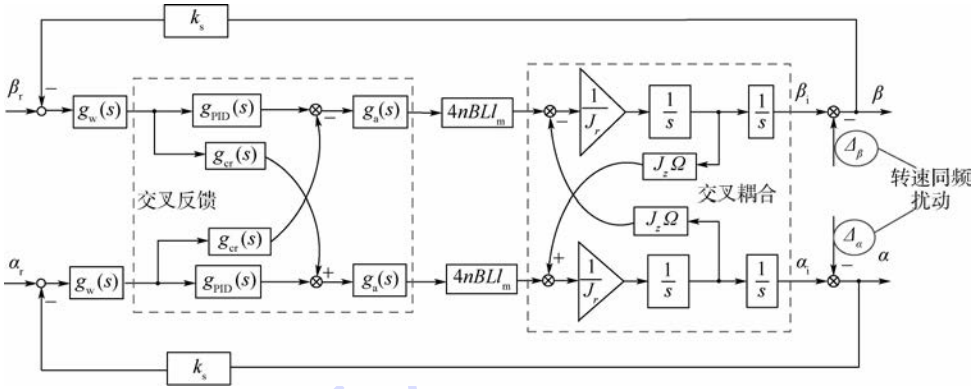 k_s
β_r
−
g_w(s)
g_PID(s)
−
g_a(s)
4nBLl_m
−
1/J_r
1/s
1/s
β_i
−
β
g_cr(s)
J_zΩ
Δ_β
交叉反馈
交叉耦合
转速同频
扰动
g_cr(s)
J_zΩ
Δ_α
α_r
−
g_w(s)
g_PID(s)
+
g_a(s)
4nBLl_m
+
1/J_r
1/s
1/s
α_i
−
α
k_s